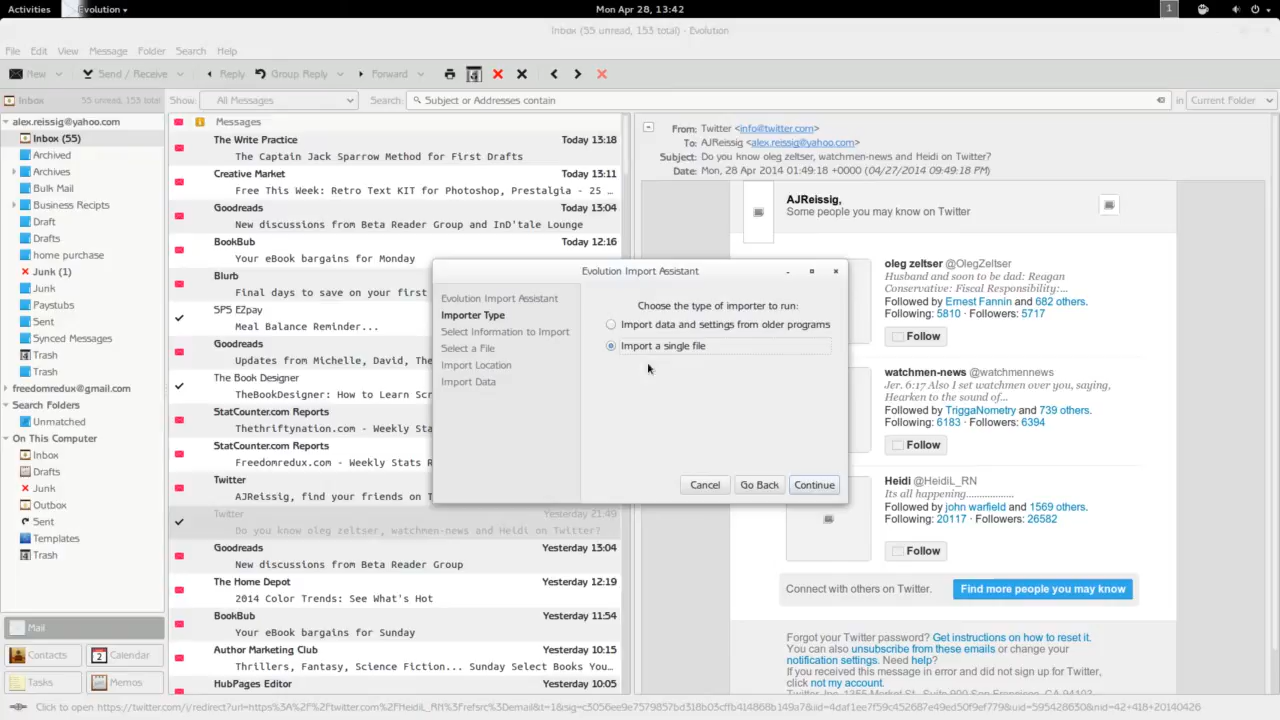 Activities Evolution Mon Apr 28, 13:42 1
Inbox (55 unread, 153 total) - Evolution
File Edit View Message Folder Search Help
New Send / Receive Reply Group Reply Forward
Inbox 55 unread, 153 total Show: All Messages Search: Subject or Addresses contain in Current Folder
alex.reissig@yahoo.com
Inbox (55)
Archived
Archives
Bulk Mail
Business Recipts
Draft
Drafts
home purchase
Junk (1)
Junk
Paystubs
Sent
Synced Messages
Trash
Trash
freedomredux@gmail.com
Search Folders
Unmatched
On This Computer
Inbox
Drafts
Junk
Outbox
Sent
Templates
Trash
Mail
Contacts Calendar
Tasks Memos
Messages
The Write Practice Today 13:18
The Captain Jack Sparrow Method for First Drafts
Creative Market Today 13:11
Free This Week: Retro Text KIT for Photoshop, Prestalgia - 25 …
Goodreads Today 13:04
New discussions from Beta Reader Group and InD'tale Lounge
BookBub Today 12:16
Your eBook bargains for Monday
Blurb
Final days to save on your first
SPS EZpay
Meal Balance Reminder...
Goodreads
Updates from Michelle, David, The
The Book Designer
TheBookDesigner: How to Learn Scr
StatCounter.com Reports
Thethriftynation.com - Weekly Sta
StatCounter.com Reports
Freedomredux.com - Weekly Stats R
Twitter
AJReissig, find your friends on T
Twitter Yesterday 21:49
Do you know oleg zeltser, watchmen-news and Heidi on Twitter?
Goodreads Yesterday 13:04
New discussions from Beta Reader Group
The Home Depot Yesterday 12:19
2014 Color Trends: See What's Hot
BookBub Yesterday 11:54
Your eBook bargains for Sunday
Author Marketing Club Yesterday 10:15
Thrillers, Fantasy, Science Fiction... Sunday Select Books You…
HubPages Editor Yesterday 10:05
Evolution Import Assistant
Evolution Import Assistant
Importer Type
Select Information to Import
Select a File
Import Location
Import Data
Choose the type of importer to run:
Import data and settings from older programs
Import a single file
Cancel Go Back Continue
From: Twitter <info@twitter.com>
To: AJReissig <alex.reissig@yahoo.com>
Subject: Do you know oleg zeltser, watchmen-news and Heidi on Twitter?
Date: Mon, 28 Apr 2014 01:49:18 +0000 (04/27/2014 09:49:18 PM)
AJReissig,
Some people you may know on Twitter
oleg zeltser @OlegZeltser
Husband and soon to be dad: Reagan
Conservative: Fiscal Responsibility:...
Followed by Ernest Fannin and 682 others.
Following: 5810 · Followers: 5717
Follow
watchmen-news @watchmennews
Jer. 6:17 Also I set watchmen over you, saying,
Hearken to the sound of...
Followed by TriggaNometry and 739 others.
Following: 6183 · Followers: 6394
Follow
Heidi @HeidiL_RN
Its all happening..................
Followed by john warfield and 1569 others.
Following: 20117 · Followers: 26582
Follow
Connect with others on Twitter. Find more people you may know
Forgot your Twitter password? Get instructions on how to reset it.
You can also unsubscribe from these emails or change your
notification settings. Need help?
If you received this message in error and did not sign up for Twitter,
click not my account.
Twitter, Inc. 1355 Market St., Suite 900 San Francisco, CA 94103